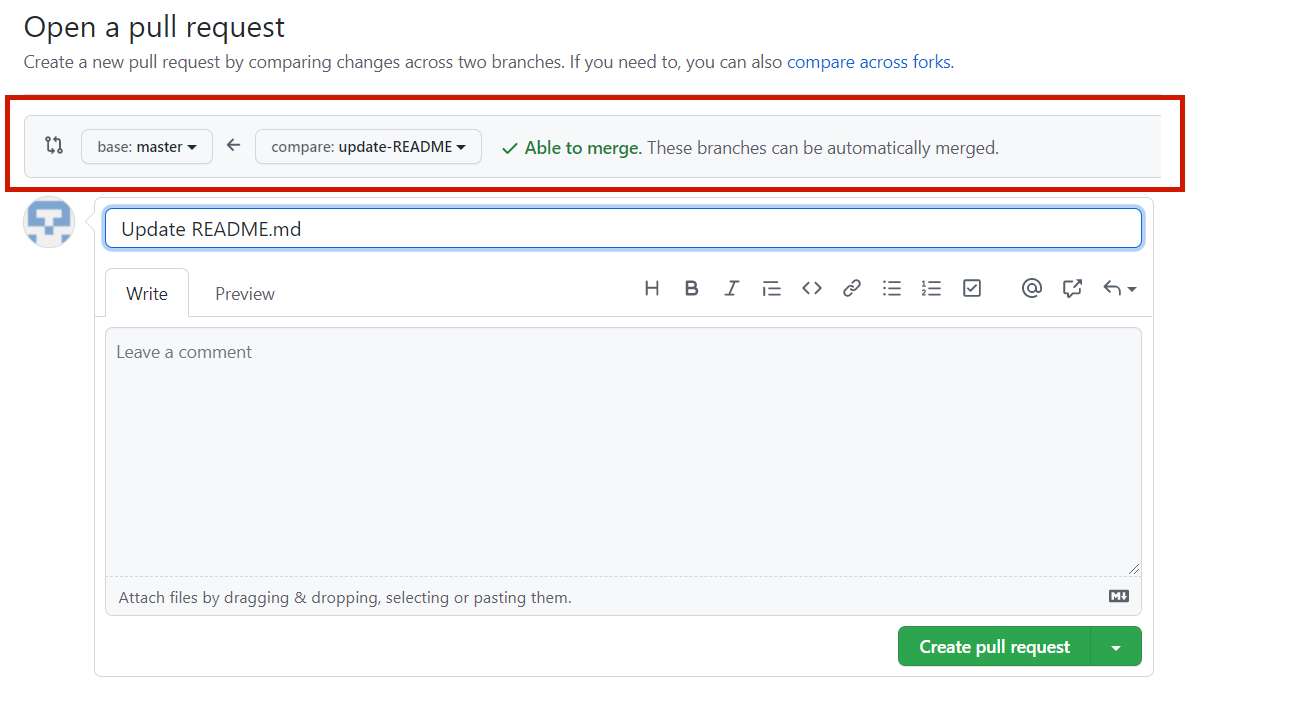 Open a pull request
Create a new pull request by comparing changes across two branches. If you need to, you can also compare across forks.
base: master compare: update-README Able to merge. These branches can be automatically merged.
Update README.md
Write Preview
Leave a comment
Attach files by dragging & dropping, selecting or pasting them.
Create pull request